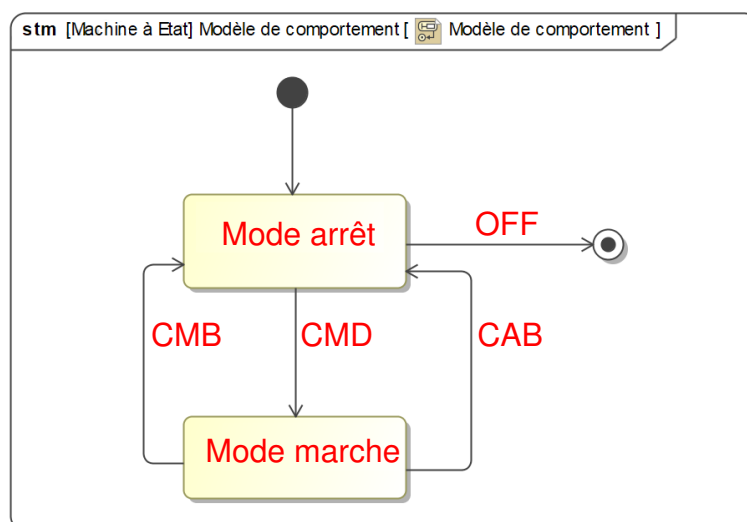 stm [Machine à Etat] Modèle de comportement [ Modèle de comportement ]
Mode arrêt
OFF
CMB
CMD
CAB
Mode marche